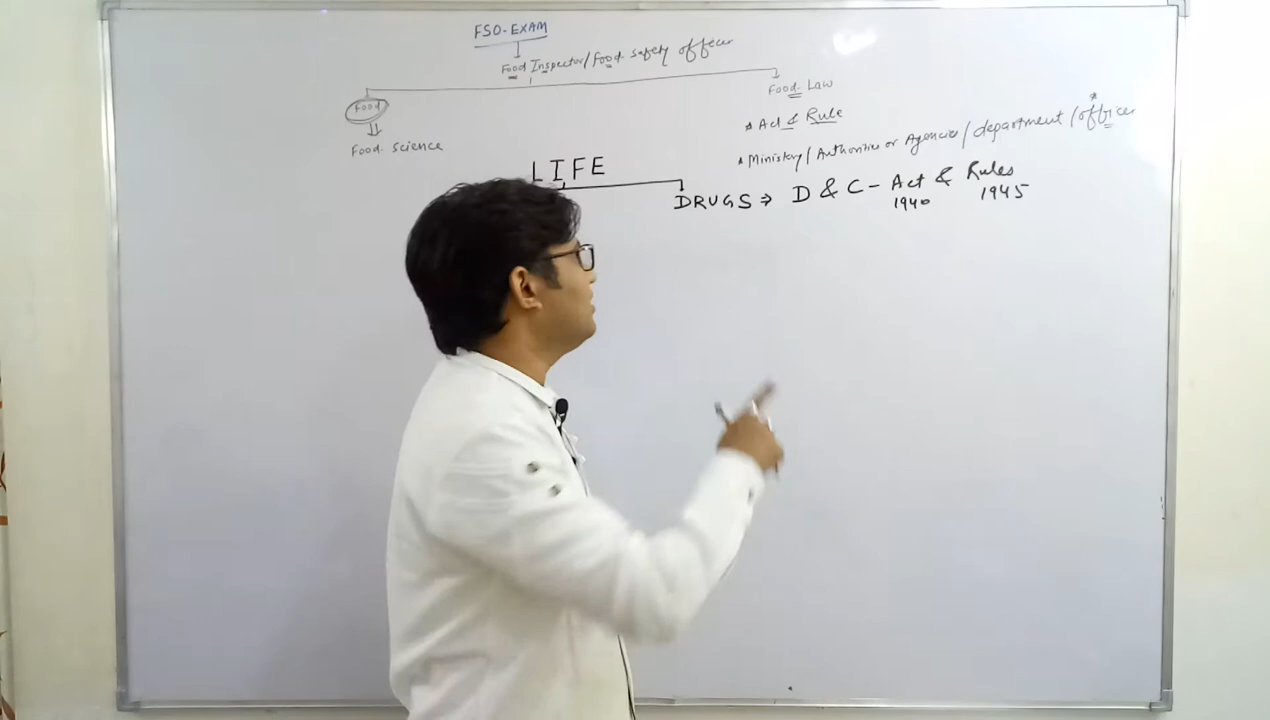 FSO-EXAM
Food Inspector/Food safety officer
Food
Food Law
* Act & Rule
Food Science
* Ministry/Authorities or Agencies/department/officer
LIFE
DRUGS ⇒ D & C - Act & Rules
1940 1945